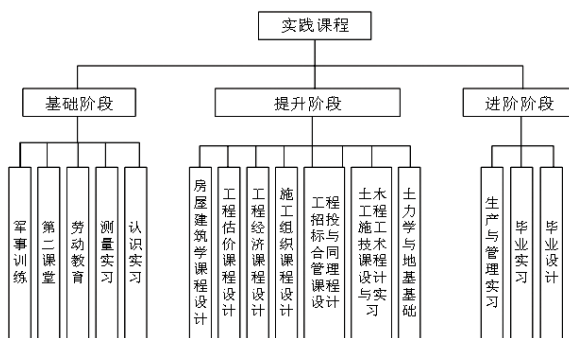 实践课程
基础阶段
提升阶段
进阶阶段
军事训练
第二课堂
劳动教育
测量实习
认识实习
房屋建筑学课程设计
工程估价课程设计
工程经济课程设计
施工组织课程设计
工程招投标与合同管理课程设计
土木工程施工技术课程设计与实习
土力学与地基基础
生产与管理实习
毕业实习
毕业设计